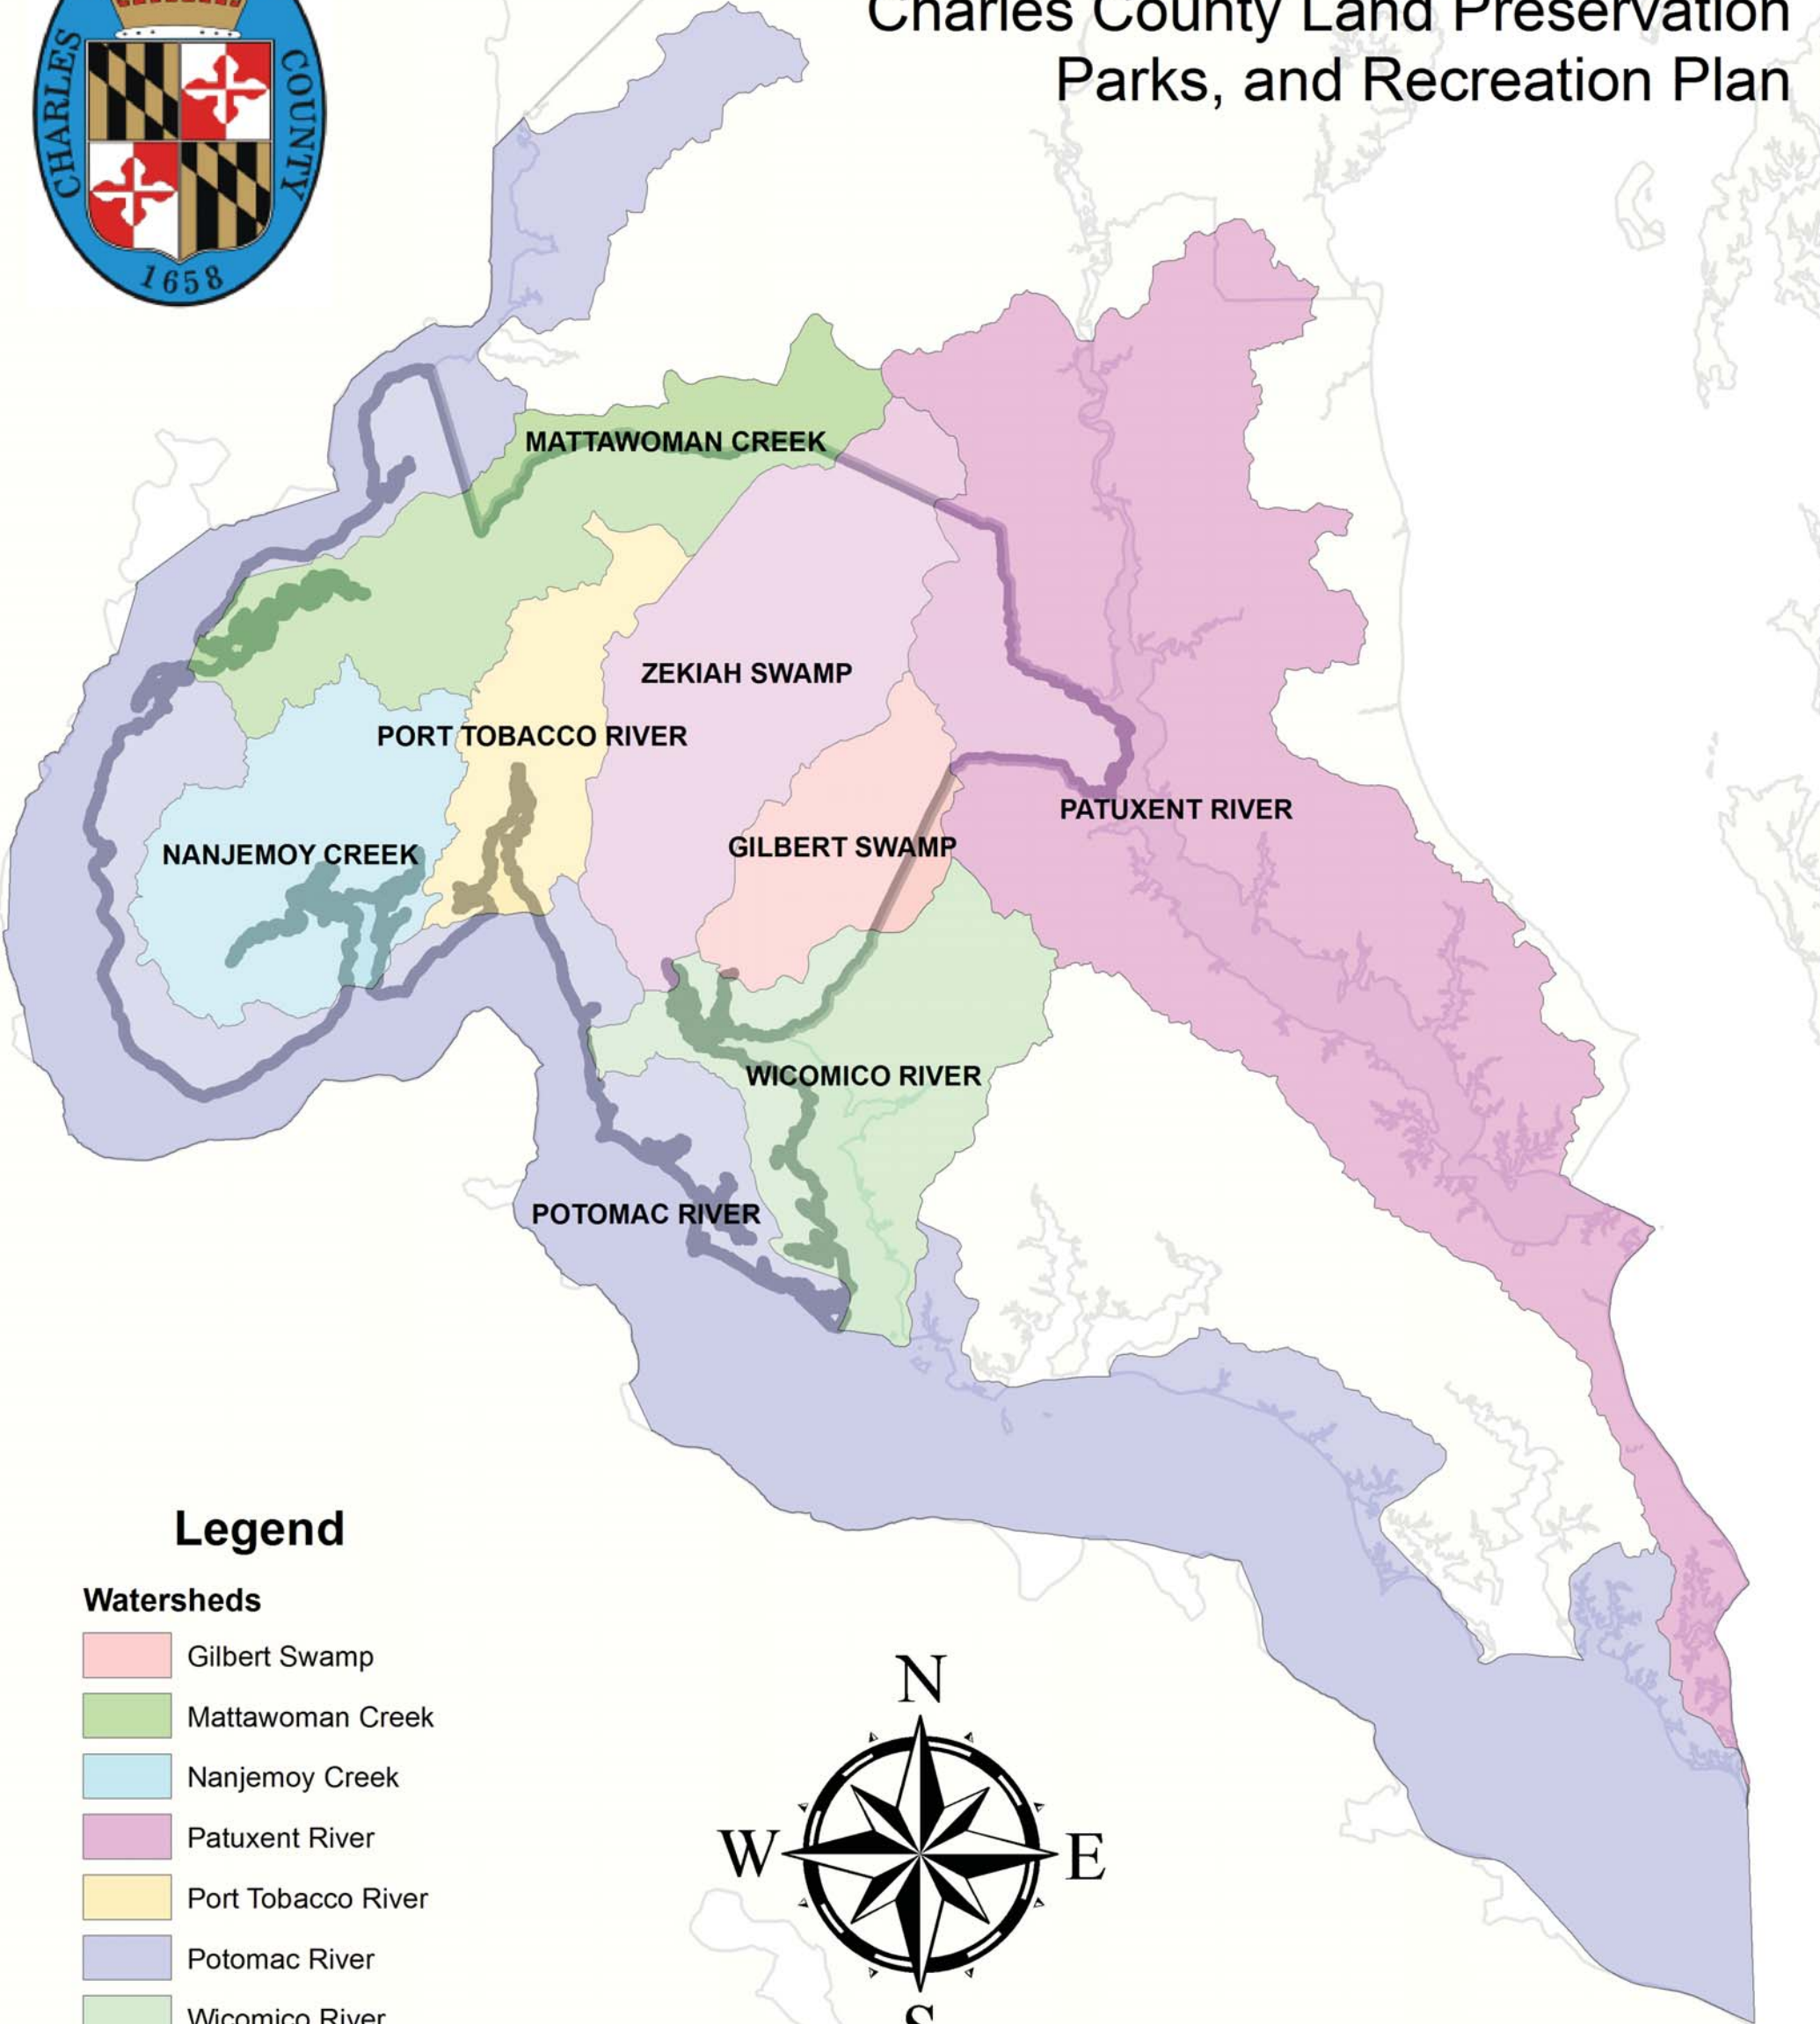 Charles County Land Preservation
Parks, and Recreation Plan
CHARLES COUNTY
1658
MATTAWOMAN CREEK
ZEKIAH SWAMP
PORT TOBACCO RIVER
PATUXENT RIVER
NANJEMOY CREEK
GILBERT SWAMP
WICOMICO RIVER
POTOMAC RIVER
Legend
Watersheds
Gilbert Swamp
Mattawoman Creek
Nanjemoy Creek
Patuxent River
Port Tobacco River
Potomac River
Wicomico River
N
W
E
S